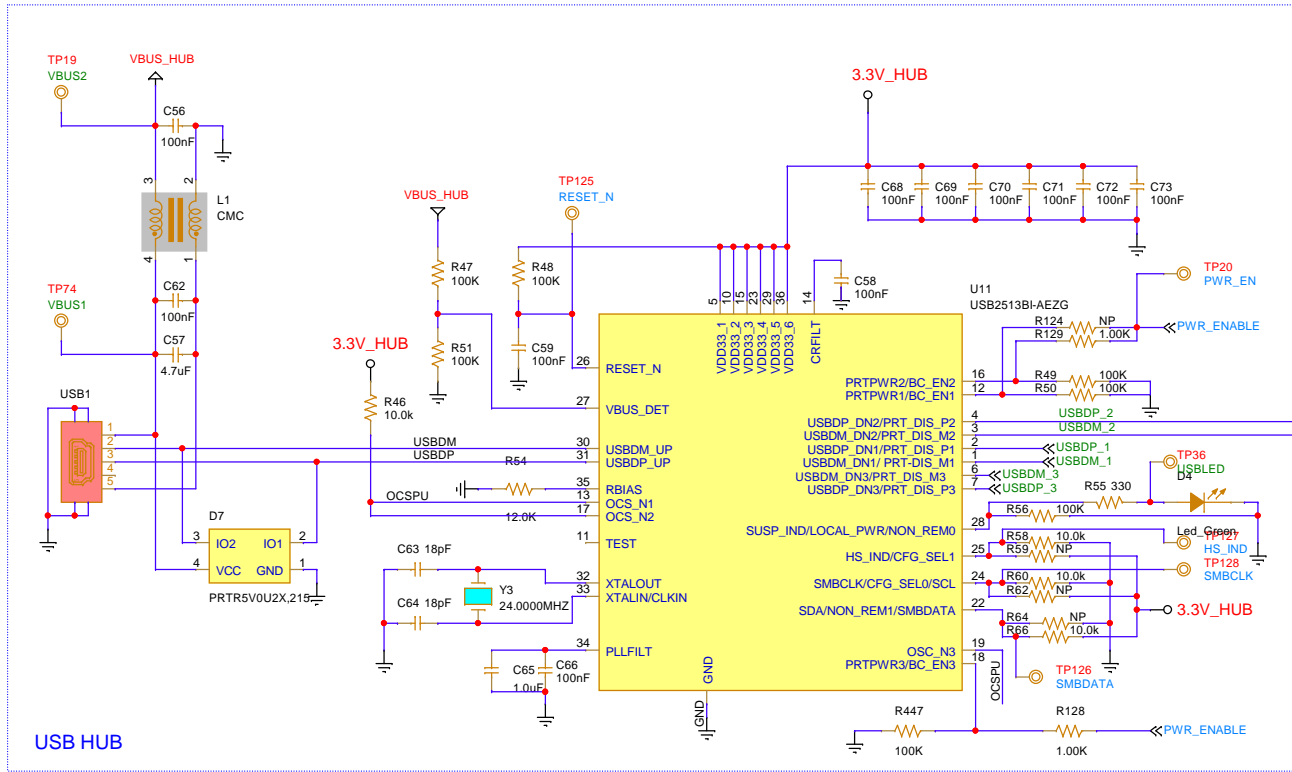 TP19
VBUS2
VBUS_HUB
C56
100nF
3
2
L1
CMC
4
1
TP74
VBUS1
C62
100nF
C57
4.7uF
USB1
1
2
3
4
5
D7
3
IO2
IO1
2
4
VCC
GND
1
PRTR5V0U2X,215
USBDM
USBDP
VBUS_HUB
R47
100K
R51
100K
TP125
RESET_N
R48
100K
C59
100nF
3.3V_HUB
R46
10.0k
R54
12.0K
OCSPU
C63 18pF
C64 18pF
Y3
24.0000MHZ
C65
1.0uF
C66
100nF
3.3V_HUB
C68
100nF
C69
100nF
C70
100nF
C71
100nF
C72
100nF
C73
100nF
C58
100nF
U11
USB2513BI-AEZG
5
10
15
23
29
36
14
VDD33_1
VDD33_2
VDD33_3
VDD33_4
VDD33_5
VDD33_6
CRFILT
26
RESET_N
27
VBUS_DET
30
USBDM_UP
31
USBDP_UP
35
RBIAS
13
OCS_N1
17
OCS_N2
11
TEST
32
XTALOUT
33
XTALIN/CLKIN
34
PLLFILT
GND
GND
PRTPWR2/BC_EN2
16
PRTPWR1/BC_EN1
12
USBDP_DN2/PRT_DIS_P2
4
USBDM_DN2/PRT_DIS_M2
3
USBDP_DN1/PRT_DIS_P1
2
USBDM_DN1/ PRT-DIS_M1
1
USBDM_DN3/PRT_DIS_M3
6
USBDP_DN3/PRT_DIS_P3
7
SUSP_IND/LOCAL_PWR/NON_REM0
28
HS_IND/CFG_SEL1
25
SMBCLK/CFG_SEL0/SCL
24
SDA/NON_REM1/SMBDATA
22
OSC_N3
19
PRTPWR3/BC_EN3
18
TP20
PWR_EN
R124
NP
R129
1.00K
PWR_ENABLE
R49
100K
R50
100K
USBDP_2
USBDM_2
USBDP_1
USBDM_1
USBDM_3
USBDP_3
TP36
USBLED
D4
R55 330
R56
100K
Led_Green
R58
10.0k
TP127
HS_IND
R59
NP
TP128
SMBCLK
R60
10.0k
R62
NP
3.3V_HUB
R64
NP
R66
10.0k
TP126
SMBDATA
OCSPU
R447
100K
R128
1.00K
PWR_ENABLE
USB HUB